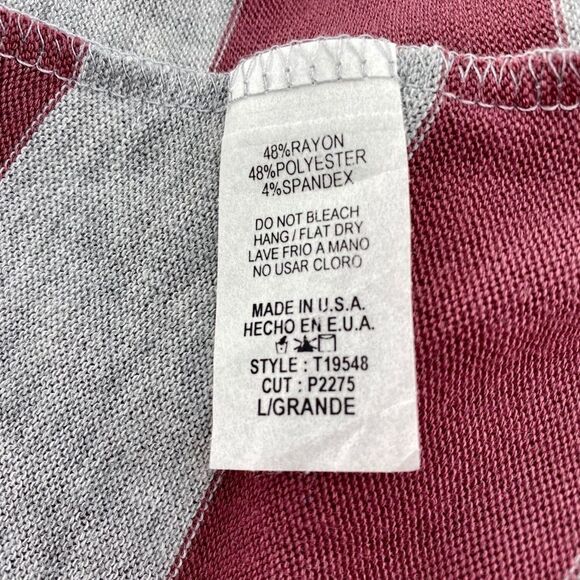 48%RAYON
48%POLYESTER
4%SPANDEX
DO NOT BLEACH
HANG / FLAT DRY
LAVE FRIO A MANO
NO USAR CLORO
MADE IN U.S.A.
HECHO EN E.U.A.
STYLE : T19548
CUT : P2275
L/GRANDE